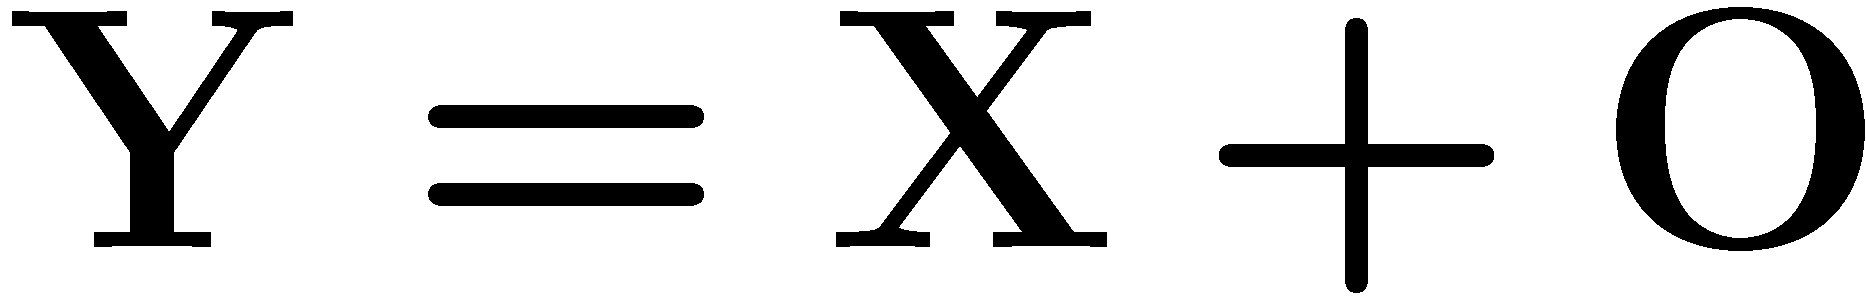 Y = X + O